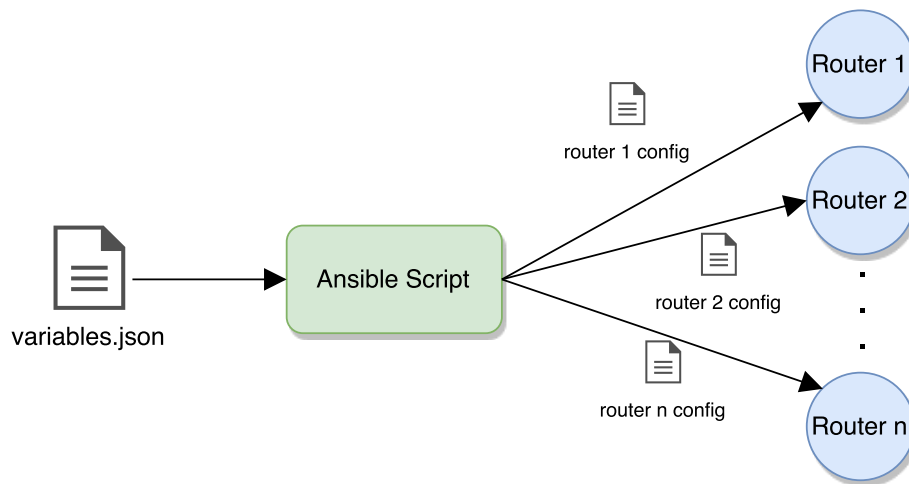 Router 1
router 1 config
Router 2
Ansible Script
variables.json
router 2 config
router n config
Router n